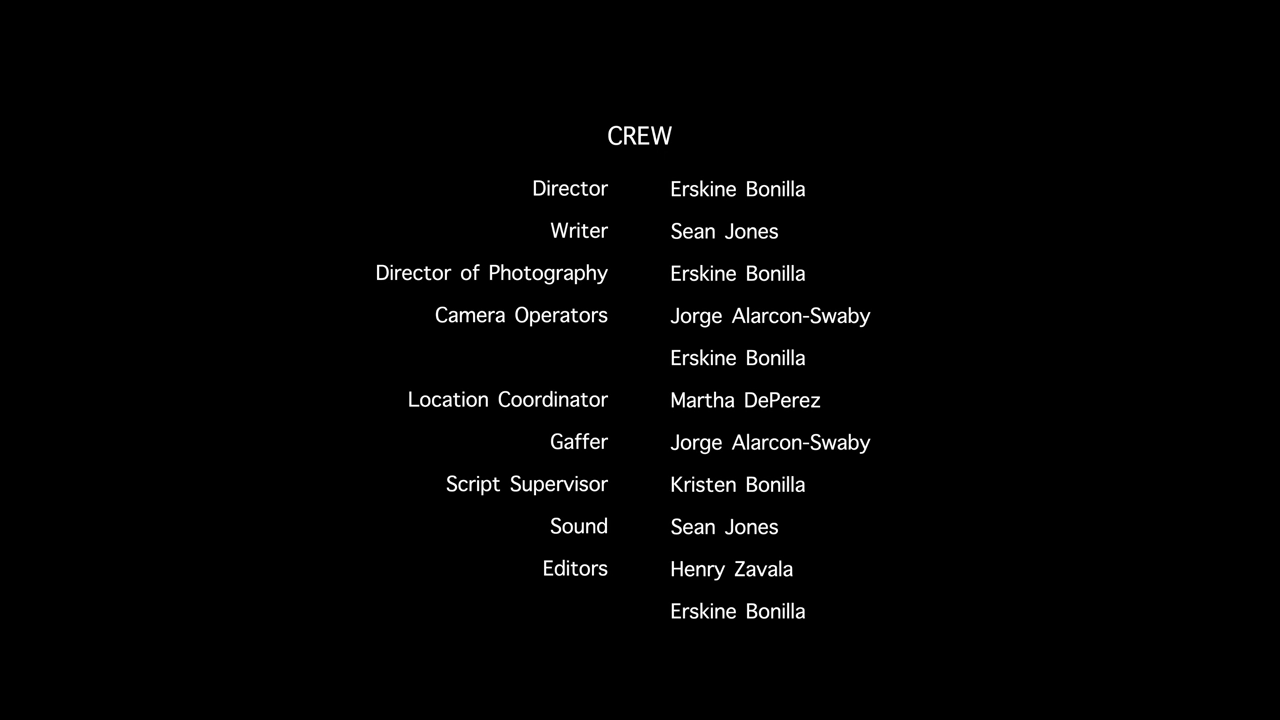 CREW
Director Erskine Bonilla
Writer Sean Jones
Director of Photography Erskine Bonilla
Camera Operators Jorge Alarcon-Swaby
Erskine Bonilla
Location Coordinator Martha DePerez
Gaffer Jorge Alarcon-Swaby
Script Supervisor Kristen Bonilla
Sound Sean Jones
Editors Henry Zavala
Erskine Bonilla